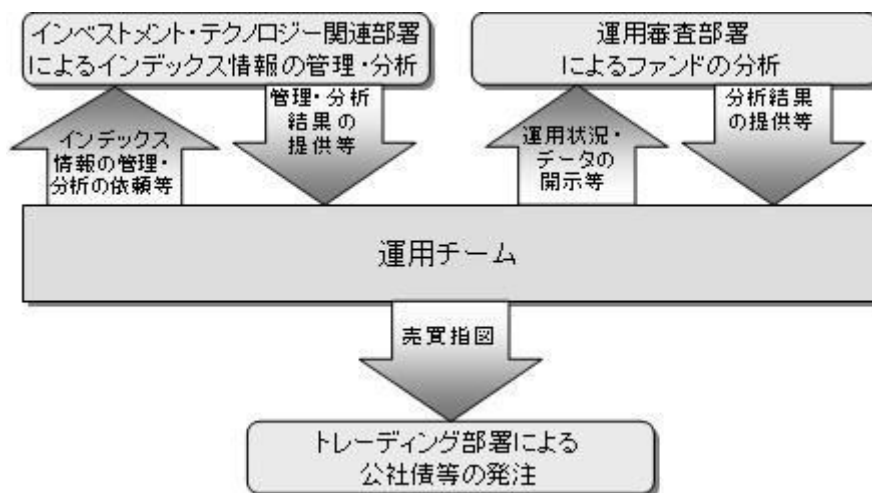 インベストメント・テクノロジー関連部署
によるインデックス情報の管理・分析
運用審査部署
によるファンドの分析
インデックス
情報の管理・
分析の依頼等
管理・分析
結果の
提供等
運用状況・
データの
開示等
分析結果
の提供等
運用チーム
売買指図
トレーディング部署による
公社債等の発注